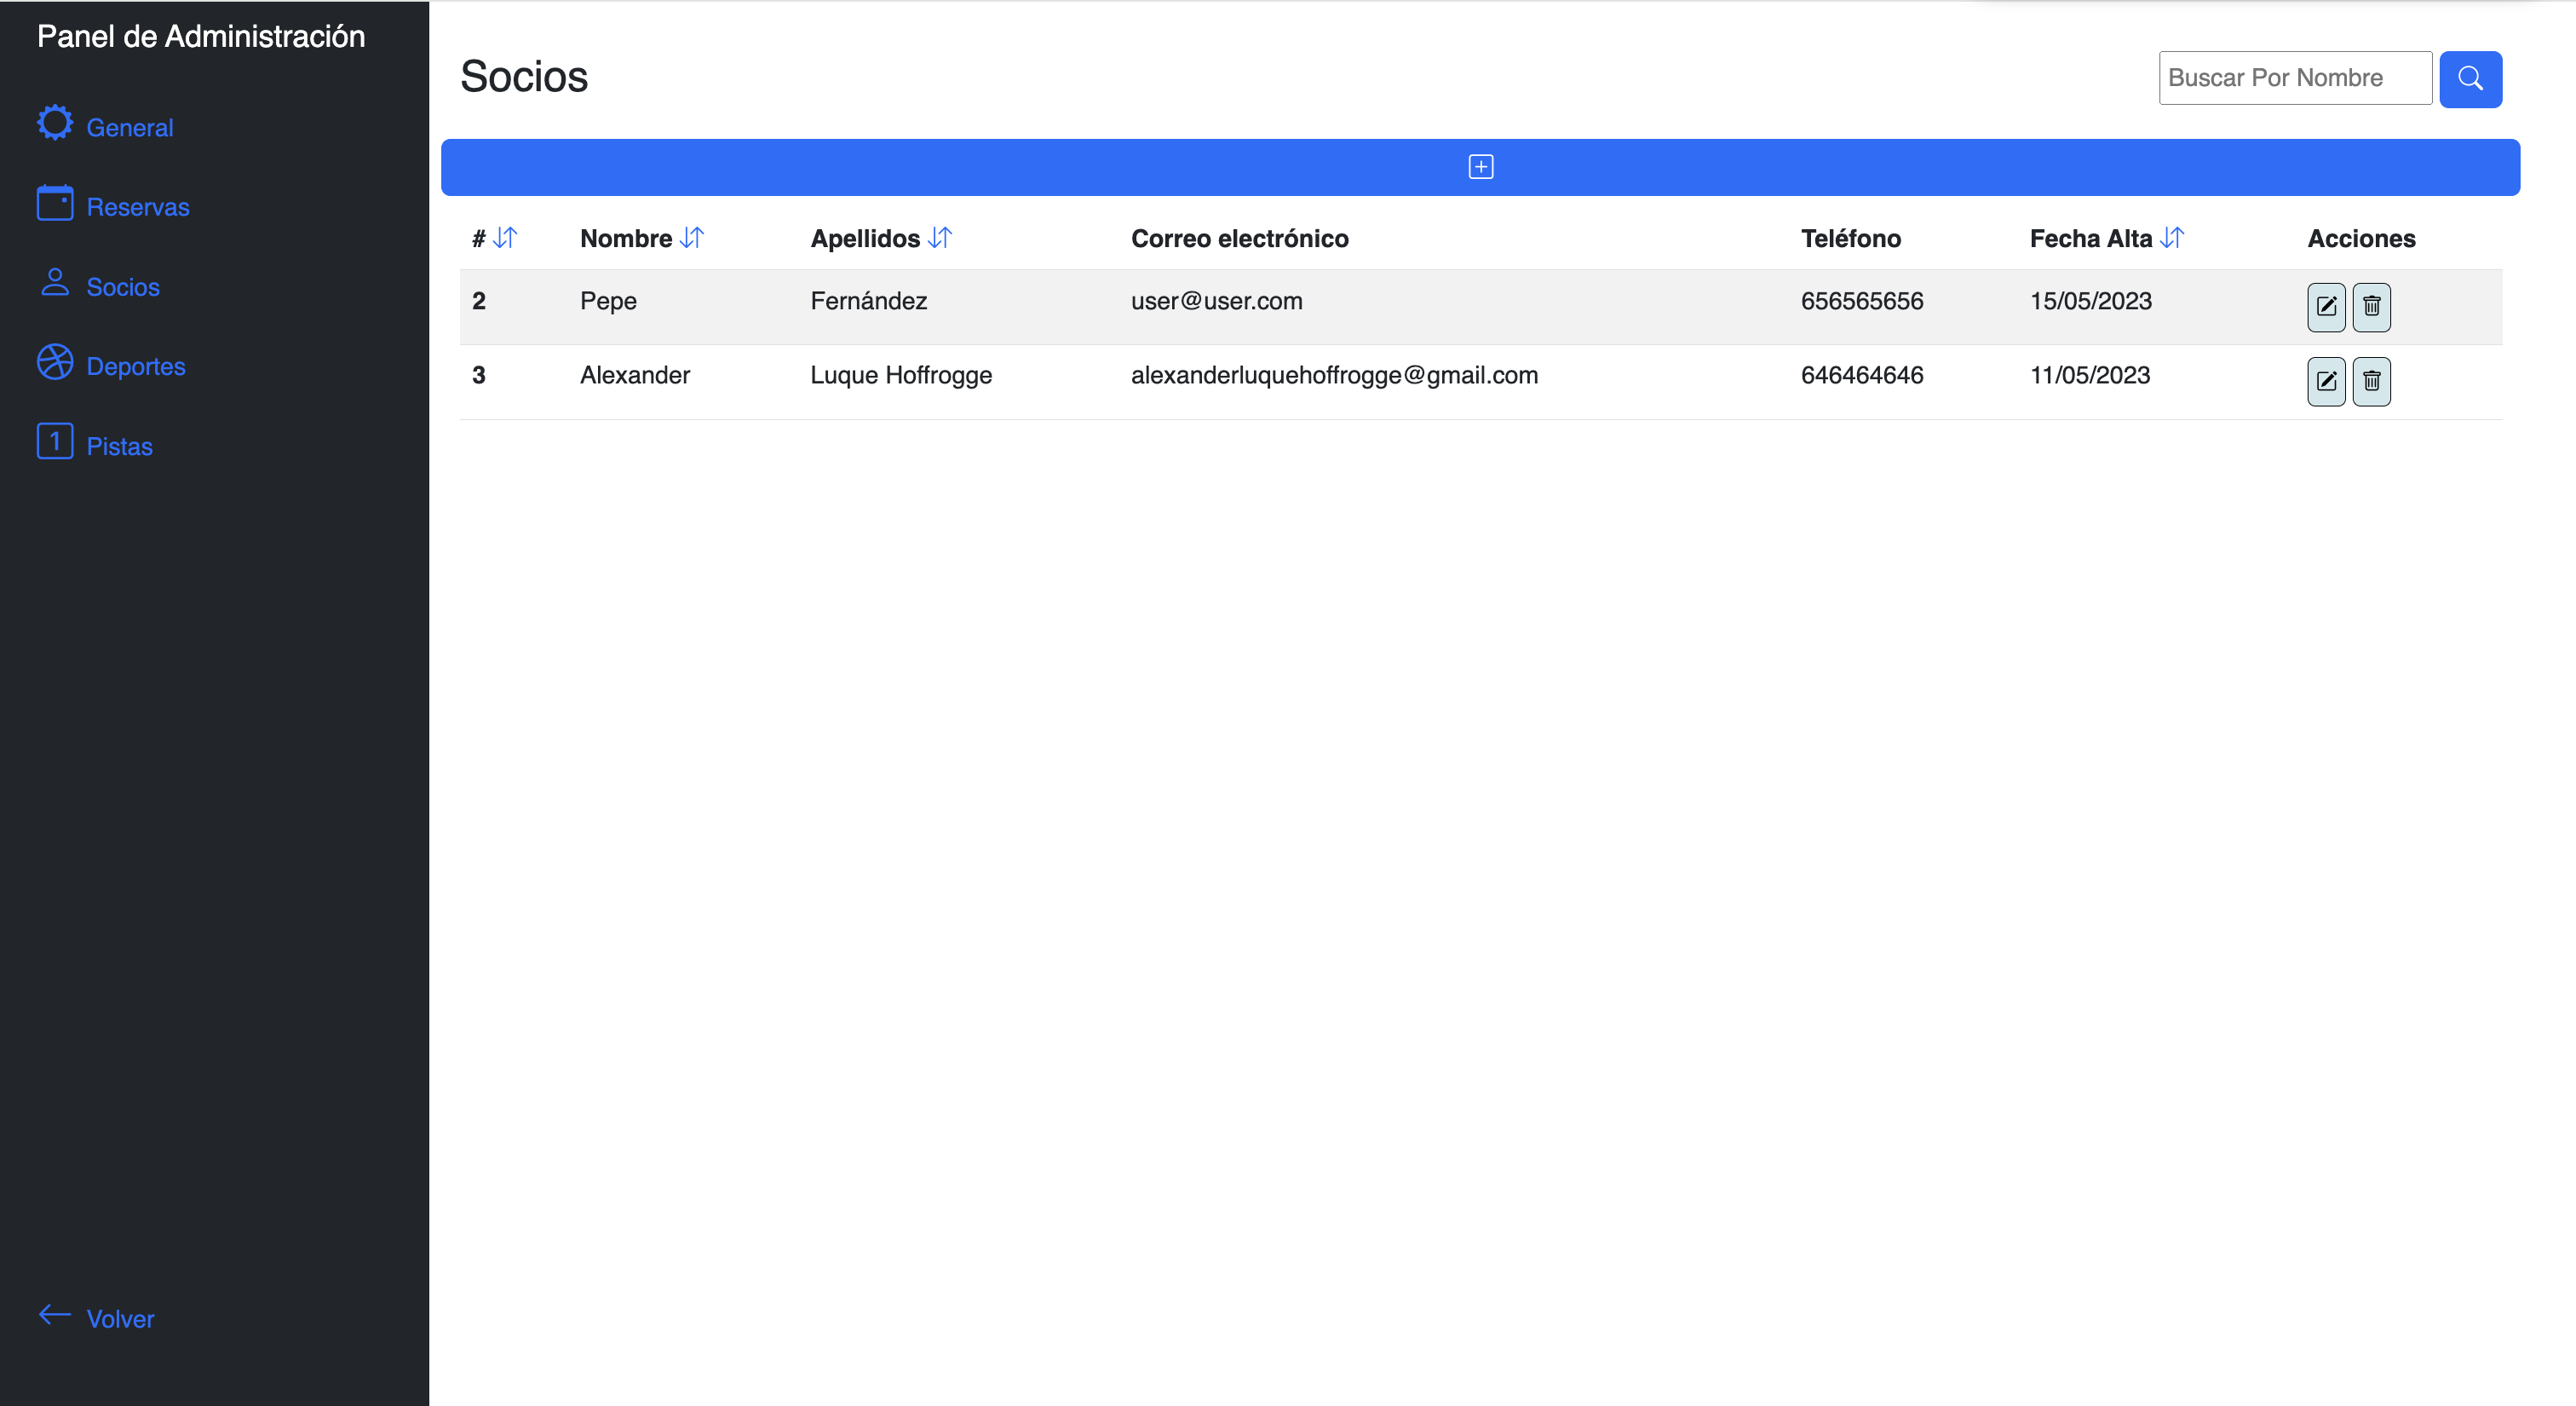 Panel de Administración
General
Reservas
Socios
Deportes
1 Pistas
Volver
Socios
Buscar Por Nombre
# Nombre Apellidos Correo electrónico Teléfono Fecha Alta Acciones
2 Pepe Fernández user@user.com 656565656 15/05/2023
3 Alexander Luque Hoffrogge alexanderluquehoffrogge@gmail.com 646464646 11/05/2023